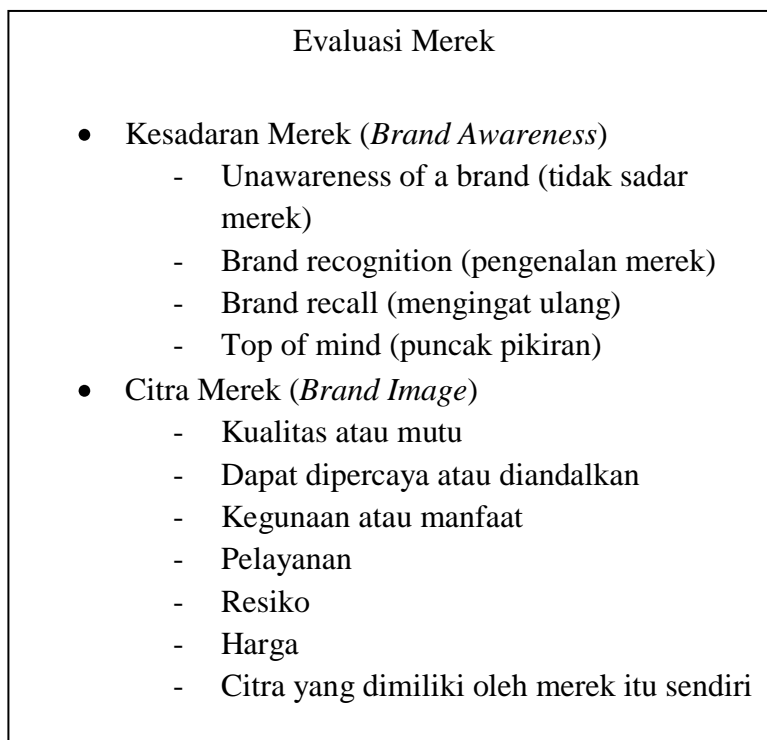 Evaluasi Merek
• Kesadaran Merek (Brand Awareness)
- Unawareness of a brand (tidak sadar
merek)
- Brand recognition (pengenalan merek)
- Brand recall (mengingat ulang)
- Top of mind (puncak pikiran)
• Citra Merek (Brand Image)
- Kualitas atau mutu
- Dapat dipercaya atau diandalkan
- Kegunaan atau manfaat
- Pelayanan
- Resiko
- Harga
- Citra yang dimiliki oleh merek itu sendiri